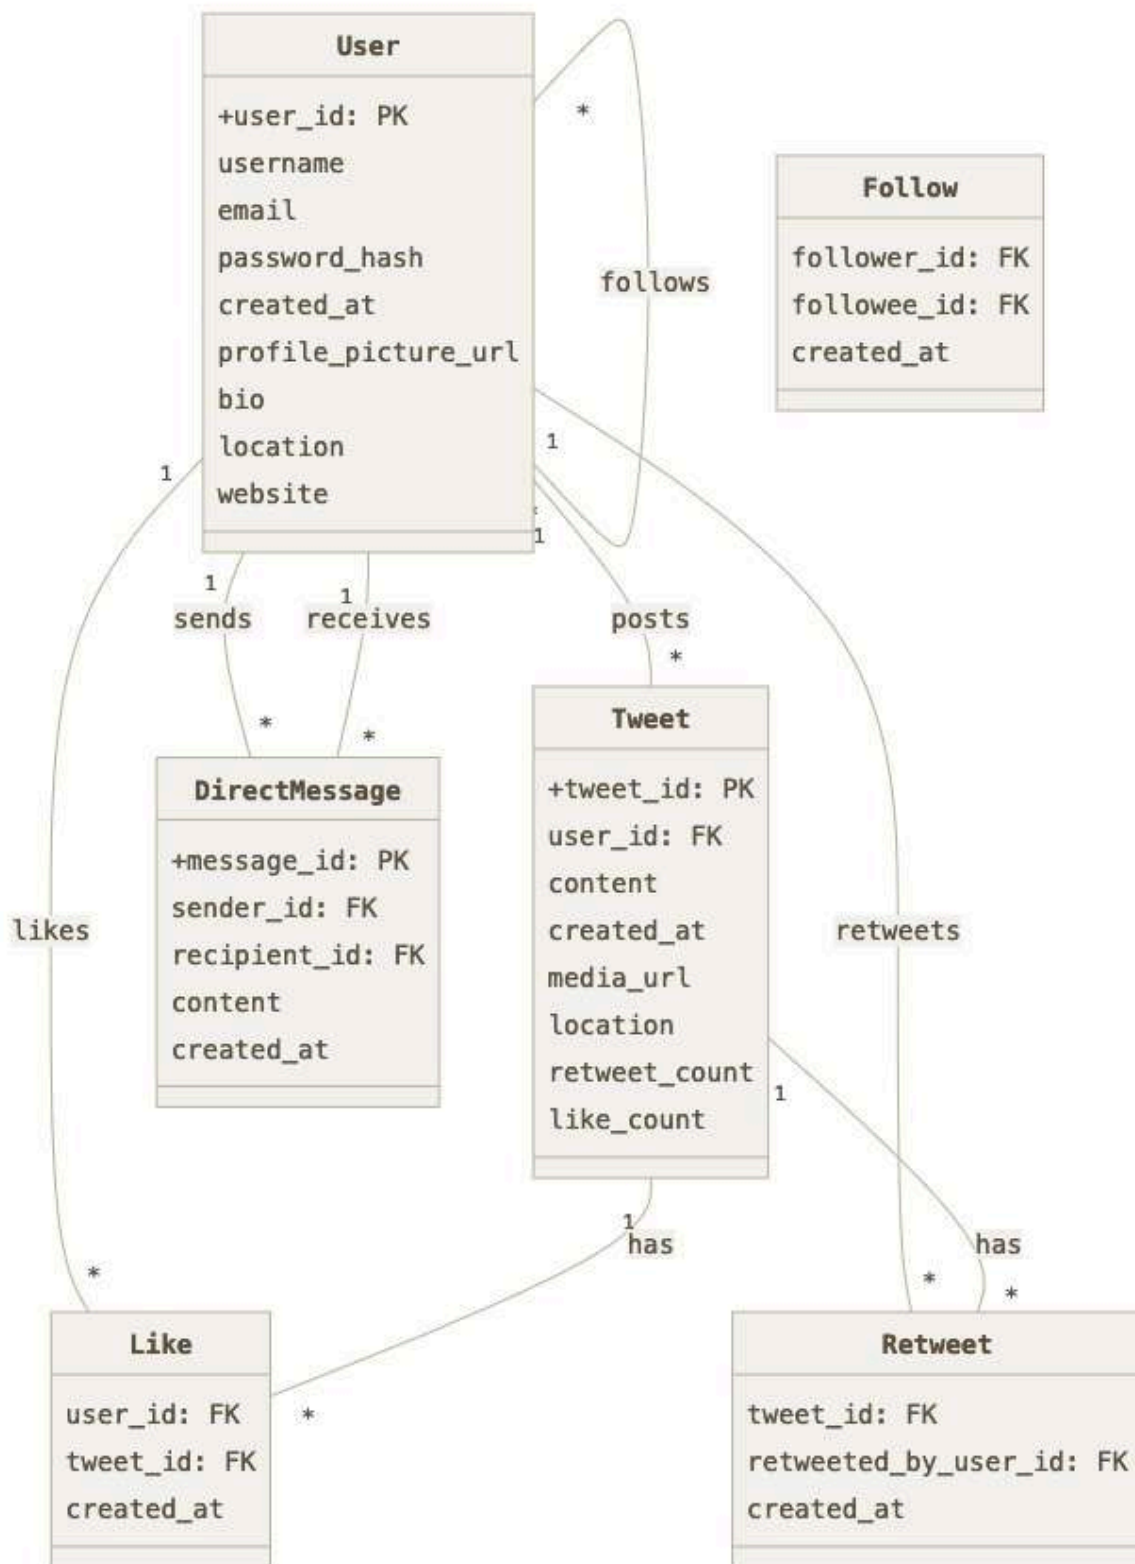 User
+user_id: PK
username
email
password_hash
created_at
profile_picture_url
bio
location
website
*
follows
Follow
follower_id: FK
followee_id: FK
created_at
1
1
*
1
1
sends
1
receives
posts
*
*
*
DirectMessage
+message_id: PK
sender_id: FK
recipient_id: FK
content
created_at
Tweet
+tweet_id: PK
user_id: FK
content
created_at
media_url
location
retweet_count
like_count
likes
retweets
1
1
has
has
*
*
*
*
Like
user_id: FK
tweet_id: FK
created_at
Retweet
tweet_id: FK
retweeted_by_user_id: FK
created_at